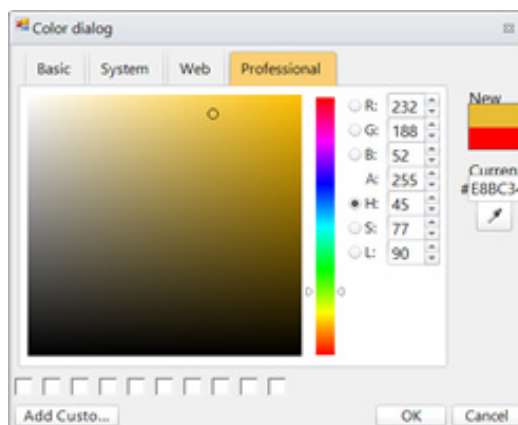 Color dialog
Basic System Web Professional
New
R: 232
G: 188
B: 52
A: 255
H: 45
S: 77
L: 90
Curren
#E8BC34
Add Custo...
OK
Cancel